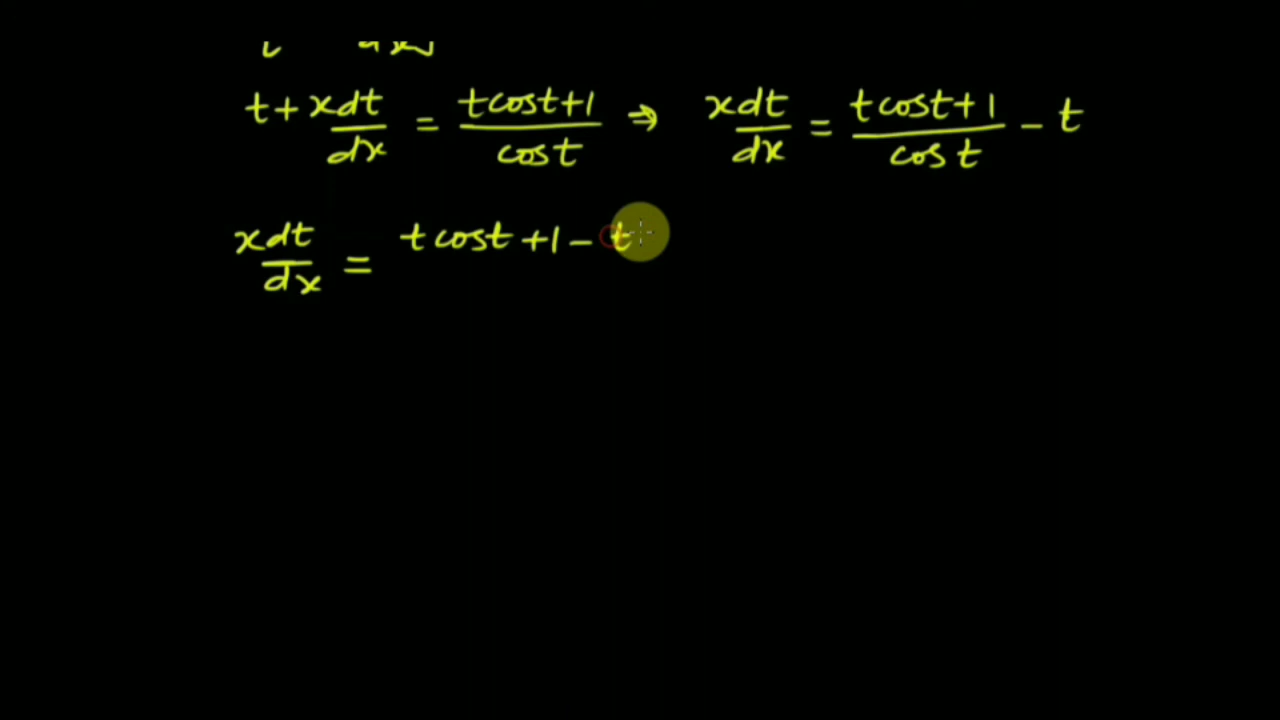 t + x dt/dx = (t cos t + 1)/(cos t) ⇒ x dt/dx = (t cos t + 1)/(cos t) - t
x dt/dx = t cos t + 1 - t